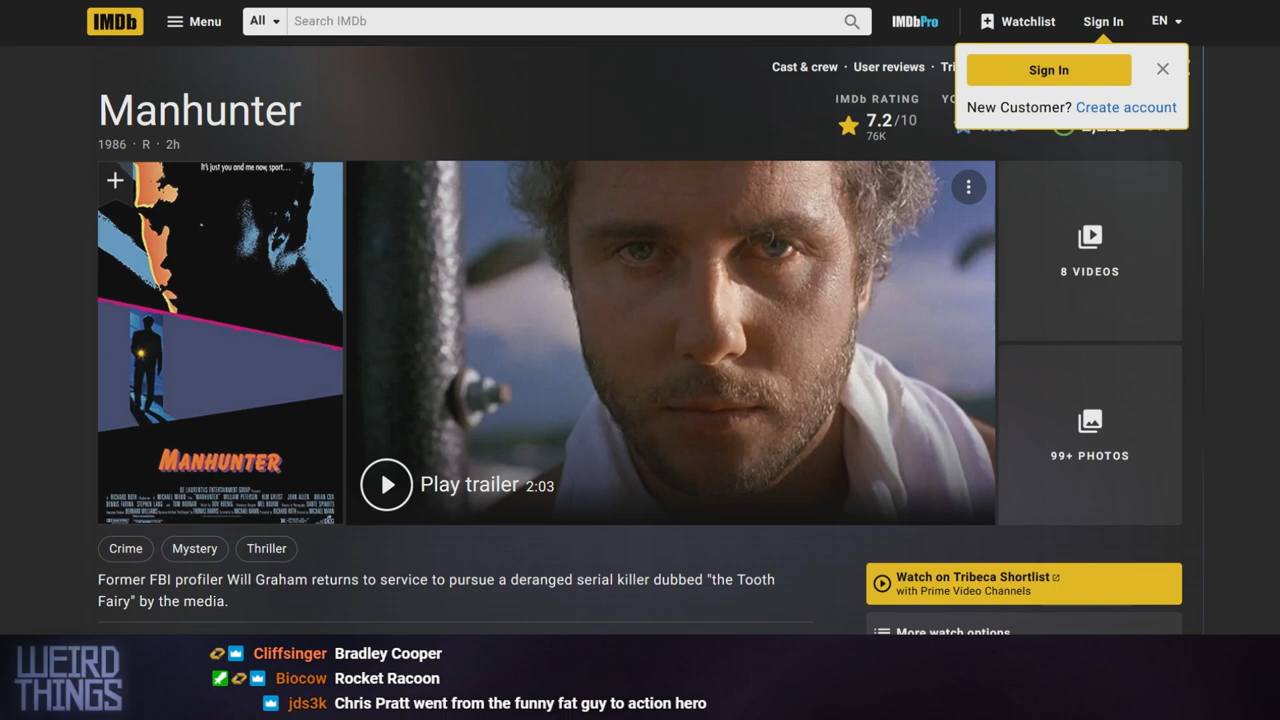 IMDb
Menu
All
Search IMDb
IMDbPro
Watchlist
Sign In
EN
Cast & crew · User reviews ·
Sign In
New Customer? Create account
Manhunter
1986 · R · 2h
IMDb RATING
7.2/10
76K
It's just you and me now, sport...
MANHUNTER
Play trailer 2:03
8 VIDEOS
99+ PHOTOS
Crime
Mystery
Thriller
Former FBI profiler Will Graham returns to service to pursue a deranged serial killer dubbed "the Tooth
Fairy" by the media.
Watch on Tribeca Shortlist
with Prime Video Channels
More watch options
WEIRD
THINGS
Cliffsinger Bradley Cooper
Biocow Rocket Racoon
jds3k Chris Pratt went from the funny fat guy to action hero